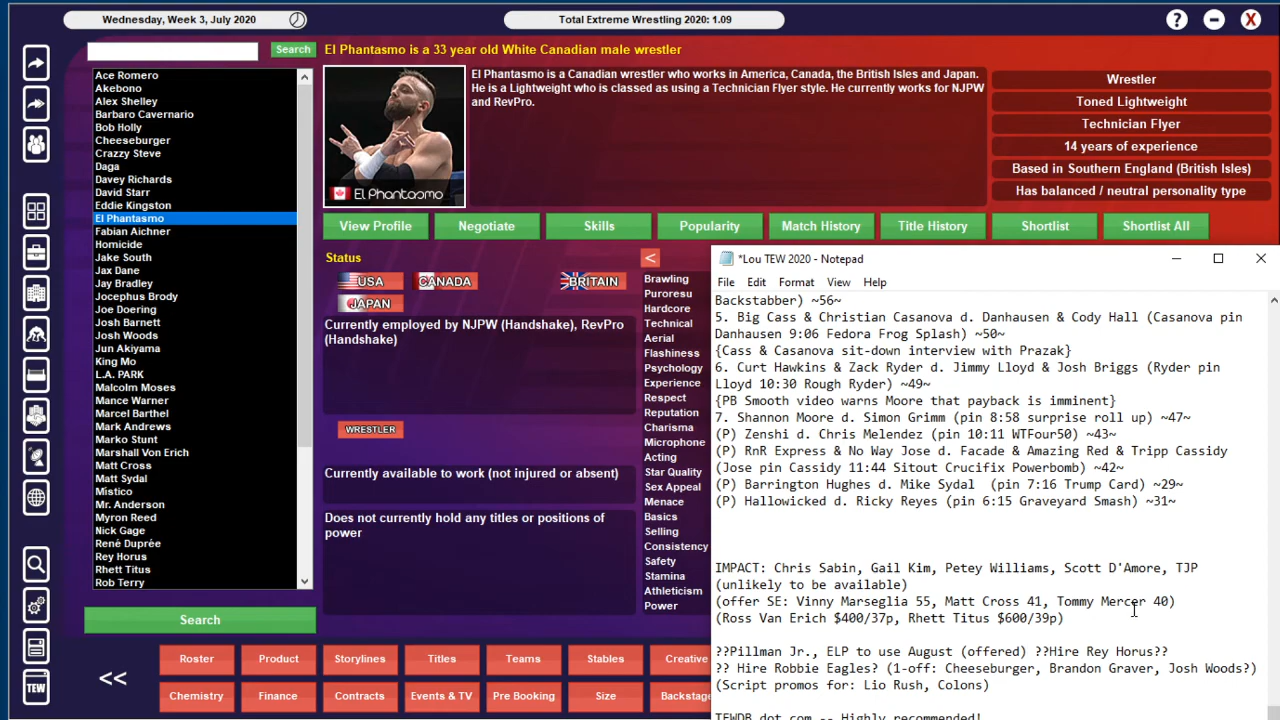 Wednesday, Week 3, July 2020
Total Extreme Wrestling 2020: 1.09
?
X
Search
El Phantasmo is a 33 year old White Canadian male wrestler
Ace Romero
Akebono
Alex Shelley
Barbaro Cavernario
Bob Holly
Cheeseburger
Crazzy Steve
Daga
Davey Richards
David Starr
Eddie Kingston
El Phantasmo
Fabian Aichner
Homicide
Jake South
Jax Dane
Jay Bradley
Jocephus Brody
Joe Doering
Josh Barnett
Josh Woods
Jun Akiyama
King Mo
L.A. PARK
Malcolm Moses
Mance Warner
Marcel Barthel
Mark Andrews
Marko Stunt
Marshall Von Erich
Matt Cross
Matt Sydal
Mistico
Mr. Anderson
Myron Reed
Nick Gage
René Duprée
Rey Horus
Rhett Titus
Rob Terry
Search
El Phantasmo
El Phantasmo is a Canadian wrestler who works in America, Canada, the British Isles and Japan.
He is a Lightweight who is classed as using a Technician Flyer style. He currently works for NJPW
and RevPro.
Wrestler
Toned Lightweight
Technician Flyer
14 years of experience
Based in Southern England (British Isles)
Has balanced / neutral personality type
View Profile
Negotiate
Skills
Popularity
Match History
Title History
Shortlist
Shortlist All
Status
<
USA
CANADA
BRITAIN
JAPAN
Currently employed by NJPW (Handshake), RevPro
(Handshake)
WRESTLER
Currently available to work (not injured or absent)
Does not currently hold any titles or positions of
power
Brawling
Puroresu
Hardcore
Technical
Aerial
Flashiness
Psychology
Experience
Respect
Reputation
Charisma
Microphone
Acting
Star Quality
Sex Appeal
Menace
Basics
Selling
Consistency
Safety
Stamina
Athleticism
Power
*Lou TEW 2020 - Notepad
File Edit Format View Help
Backstabber) ~56~
5. Big Cass & Christian Casanova d. Danhausen & Cody Hall (Casanova pin
Danhausen 9:06 Fedora Frog Splash) ~50~
{Cass & Casanova sit-down interview with Prazak}
6. Curt Hawkins & Zack Ryder d. Jimmy Lloyd & Josh Briggs (Ryder pin
Lloyd 10:30 Rough Ryder) ~49~
{PB Smooth video warns Moore that payback is imminent}
7. Shannon Moore d. Simon Grimm (pin 8:58 surprise roll up) ~47~
(P) Zenshi d. Chris Melendez (pin 10:11 WTFour50) ~43~
(P) RnR Express & No Way Jose d. Facade & Amazing Red & Tripp Cassidy
(Jose pin Cassidy 11:44 Sitout Crucifix Powerbomb) ~42~
(P) Barrington Hughes d. Mike Sydal  (pin 7:16 Trump Card) ~29~
(P) Hallowicked d. Ricky Reyes (pin 6:15 Graveyard Smash) ~31~
IMPACT: Chris Sabin, Gail Kim, Petey Williams, Scott D'Amore, TJP
(unlikely to be available)
(offer SE: Vinny Marseglia 55, Matt Cross 41, Tommy Mercer 40)
(Ross Van Erich $400/37p, Rhett Titus $600/39p)
??Pillman Jr., ELP to use August (offered) ??Hire Rey Horus??
?? Hire Robbie Eagles? (1-off: Cheeseburger, Brandon Graver, Josh Woods?)
(Script promos for: Lio Rush, Colons)
TEWDB dot com -- Highly recommended!
<<
Roster
Product
Storylines
Titles
Teams
Stables
Creative
Chemistry
Finance
Contracts
Events & TV
Pre Booking
Size
Backstage
TEW